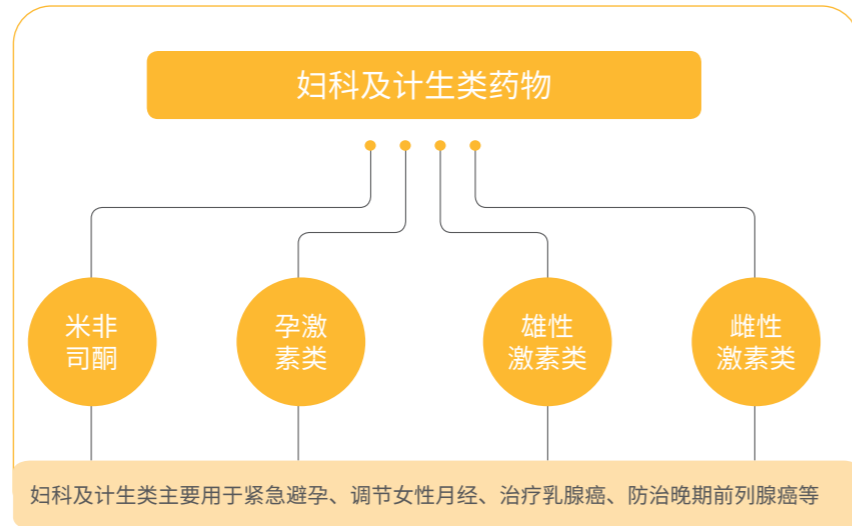 妇科及计生类药物
米非
司酮
孕激
素类
雄性
激素类
雌性
激素类
妇科及计生类主要用于紧急避孕、调节女性月经、治疗乳腺癌、防治晚期前列腺癌等